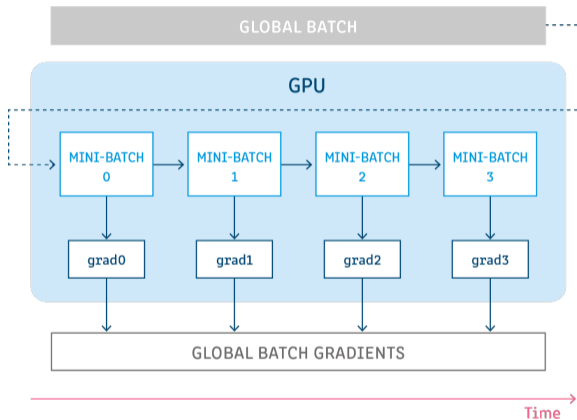 GLOBAL BATCH
GPU
MINI-BATCH
0
MINI-BATCH
1
MINI-BATCH
2
MINI-BATCH
3
grad0
grad1
grad2
grad3
GLOBAL BATCH GRADIENTS
Time